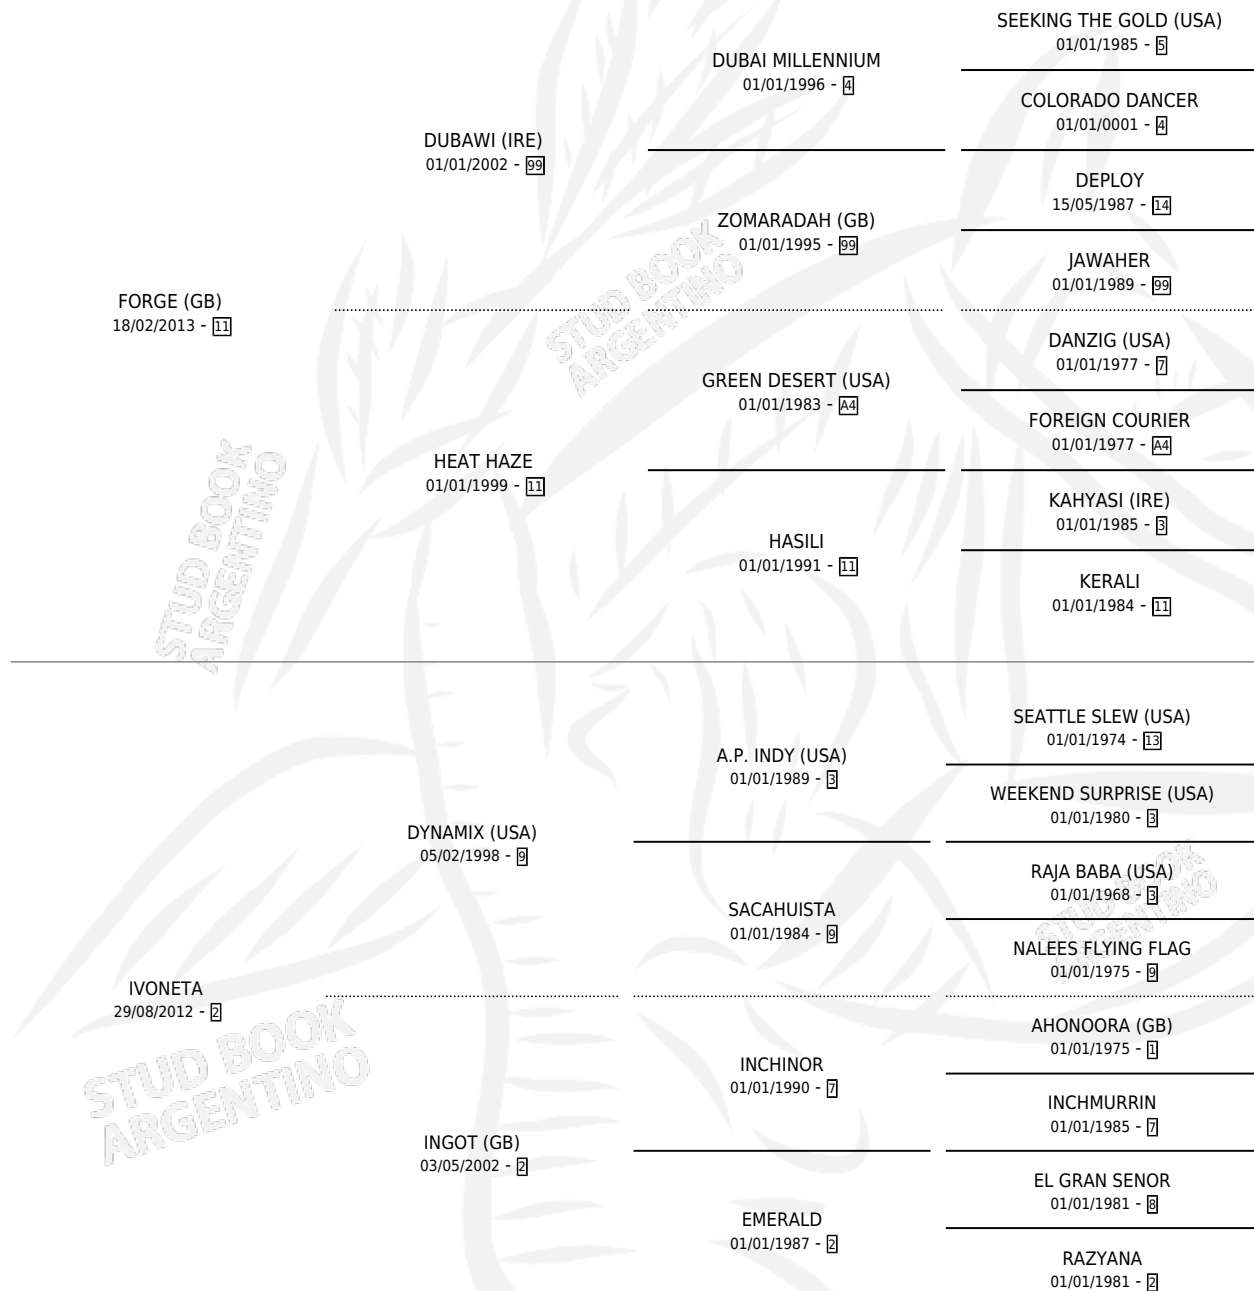 SEEKING THE GOLD (USA)
01/01/1985 - 5
DUBAI MILLENNIUM
01/01/1996 - 4
COLORADO DANCER
01/01/0001 - 4
DUBAWI (IRE)
01/01/2002 - 99
DEPLOY
15/05/1987 - 14
ZOMARADAH (GB)
01/01/1995 - 99
JAWAHER
01/01/1989 - 99
FORGE (GB)
18/02/2013 - 11
DANZIG (USA)
01/01/1977 - 7
GREEN DESERT (USA)
01/01/1983 - A4
FOREIGN COURIER
01/01/1977 - A4
HEAT HAZE
01/01/1999 - 11
KAHYASI (IRE)
01/01/1985 - 3
HASILI
01/01/1991 - 11
KERALI
01/01/1984 - 11
SEATTLE SLEW (USA)
01/01/1974 - 13
A.P. INDY (USA)
01/01/1989 - 3
WEEKEND SURPRISE (USA)
01/01/1980 - 3
DYNAMIX (USA)
05/02/1998 - 9
RAJA BABA (USA)
01/01/1968 - 3
SACAHUISTA
01/01/1984 - 9
NALEES FLYING FLAG
01/01/1975 - 9
IVONETA
29/08/2012 - 2
AHONOORA (GB)
01/01/1975 - 1
INCHINOR
01/01/1990 - 7
INCHMURRIN
01/01/1985 - 7
INGOT (GB)
03/05/2002 - 2
EL GRAN SENOR
01/01/1981 - 8
EMERALD
01/01/1987 - 2
RAZYANA
01/01/1981 - 2
STUD BOOK
ARGENTINO
STUD BOOK
ARGENTINO
STUD BOOK
ARGENTINO
STUD BOOK
ARGENTINO